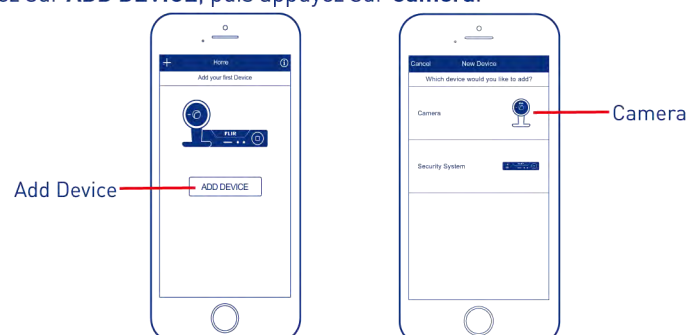 sur ADD DEVICE, puis appuyez sur Camera.
+ Home
Add your first Device
FLIR
ADD DEVICE
Add Device
Cancel New Device
Which device would you like to add?
Camera
Security System
Camera